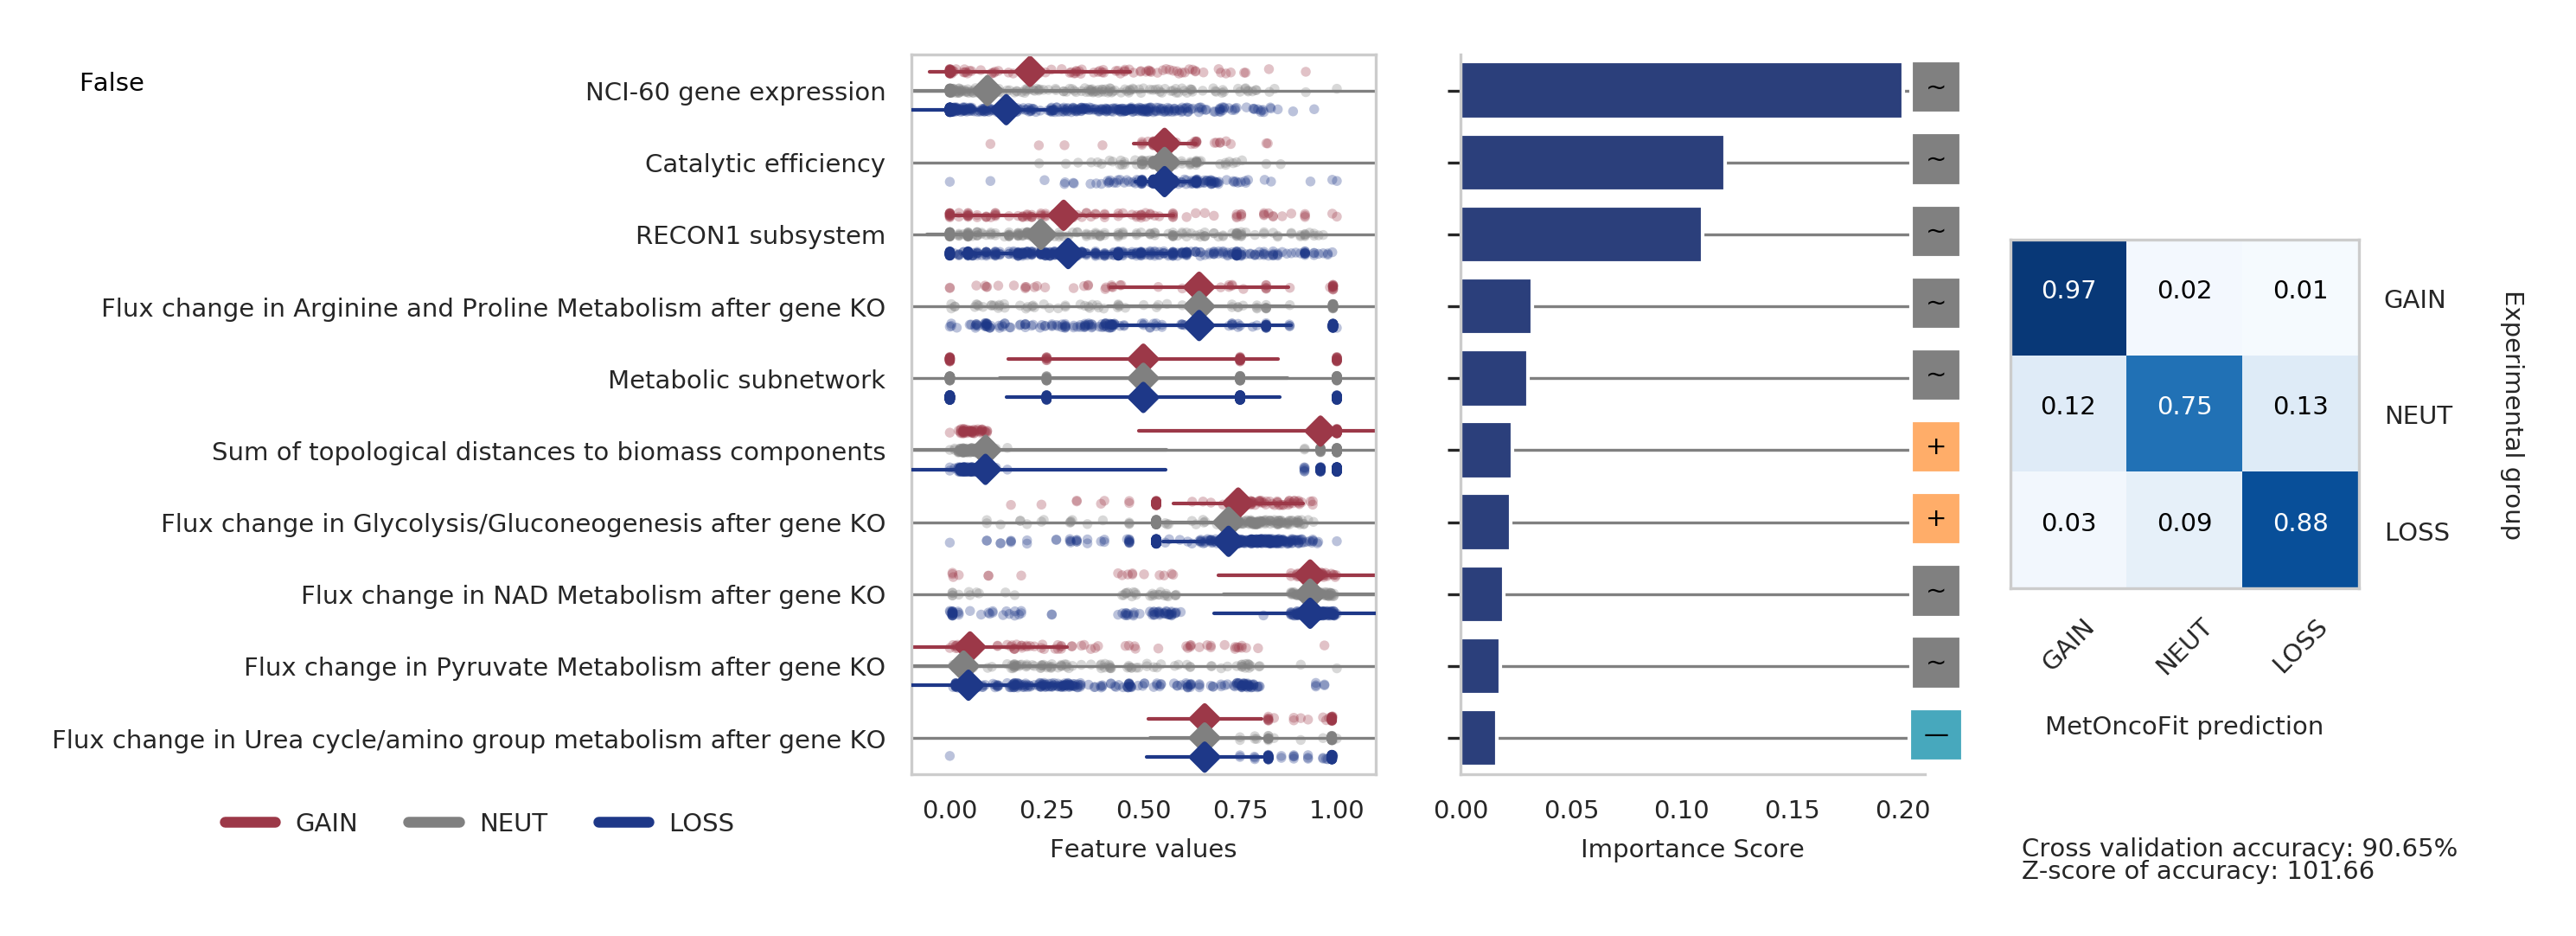 False
NCI-60 gene expression
Catalytic efficiency
RECON1 subsystem
Flux change in Arginine and Proline Metabolism after gene KO
Metabolic subnetwork
Sum of topological distances to biomass components
Flux change in Glycolysis/Gluconeogenesis after gene KO
Flux change in NAD Metabolism after gene KO
Flux change in Pyruvate Metabolism after gene KO
Flux change in Urea cycle/amino group metabolism after gene KO
GAIN NEUT LOSS
0.00 0.25 0.50 0.75 1.00
Feature values
~
~
~
~
~
+
+
~
~
—
0.00 0.05 0.10 0.15 0.20
Importance Score
0.97 0.02 0.01 GAIN
0.12 0.75 0.13 NEUT
0.03 0.09 0.88 LOSS
Experimental group
GAIN NEUT LOSS
MetOncoFit prediction
Cross validation accuracy: 90.65%
Z-score of accuracy: 101.66